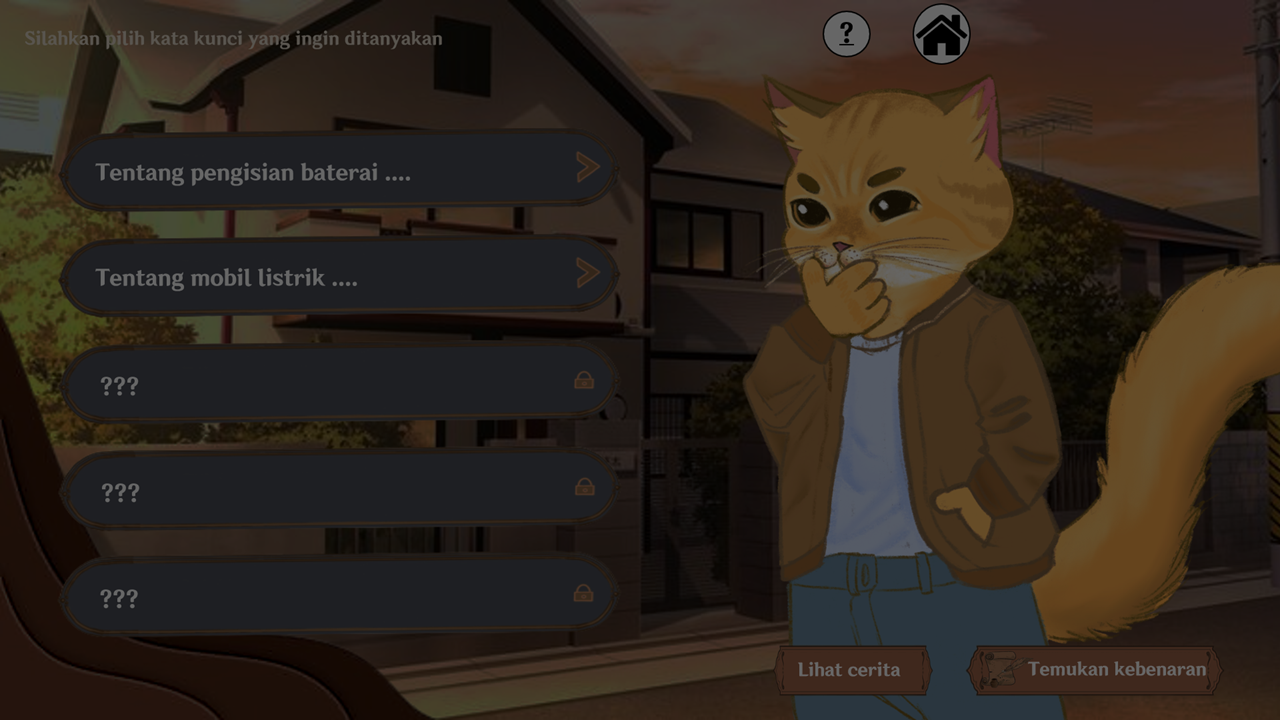 Silahkan pilih kata kunci yang ingin ditanyakan
?
Tentang pengisian baterai ....
Tentang mobil listrik ....
???
???
???
Lihat cerita
Temukan kebenaran